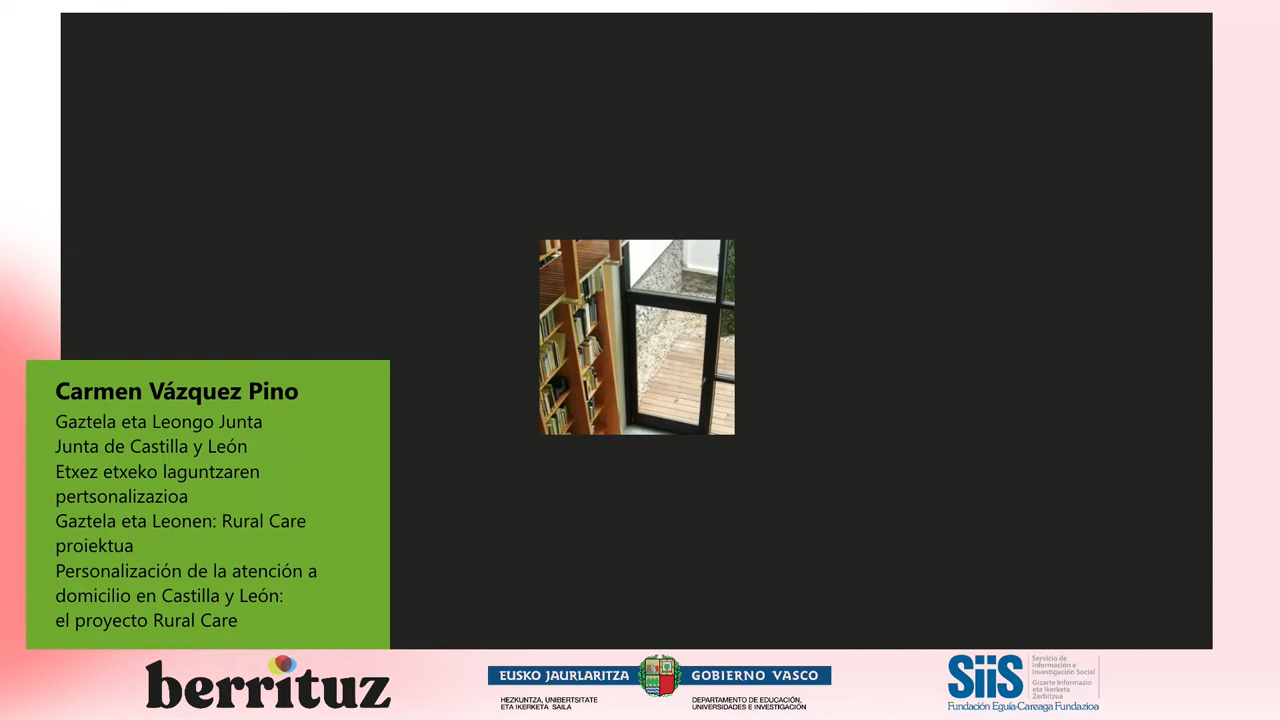 Carmen Vázquez Pino
Gaztela eta Leongo Junta
Junta de Castilla y León
Etxez etxeko laguntzaren
pertsonalizazioa
Gaztela eta Leonen: Rural Care
proiektua
Personalización de la atención a
domicilio en Castilla y León:
el proyecto Rural Care
berrituz
EUSKO JAURLARITZA
GOBIERNO VASCO
HEZKUNTZA, UNIBERTSITATE
ETA IKERKETA SAILA
DEPARTAMENTO DE EDUCACIÓN,
UNIVERSIDADES E INVESTIGACIÓN
SiiS
Servicio de
Información e
Investigación Social
Gizarte Informazio
eta Ikerketa
Zerbitzua
Fundación Eguía-Careaga Fundazioa